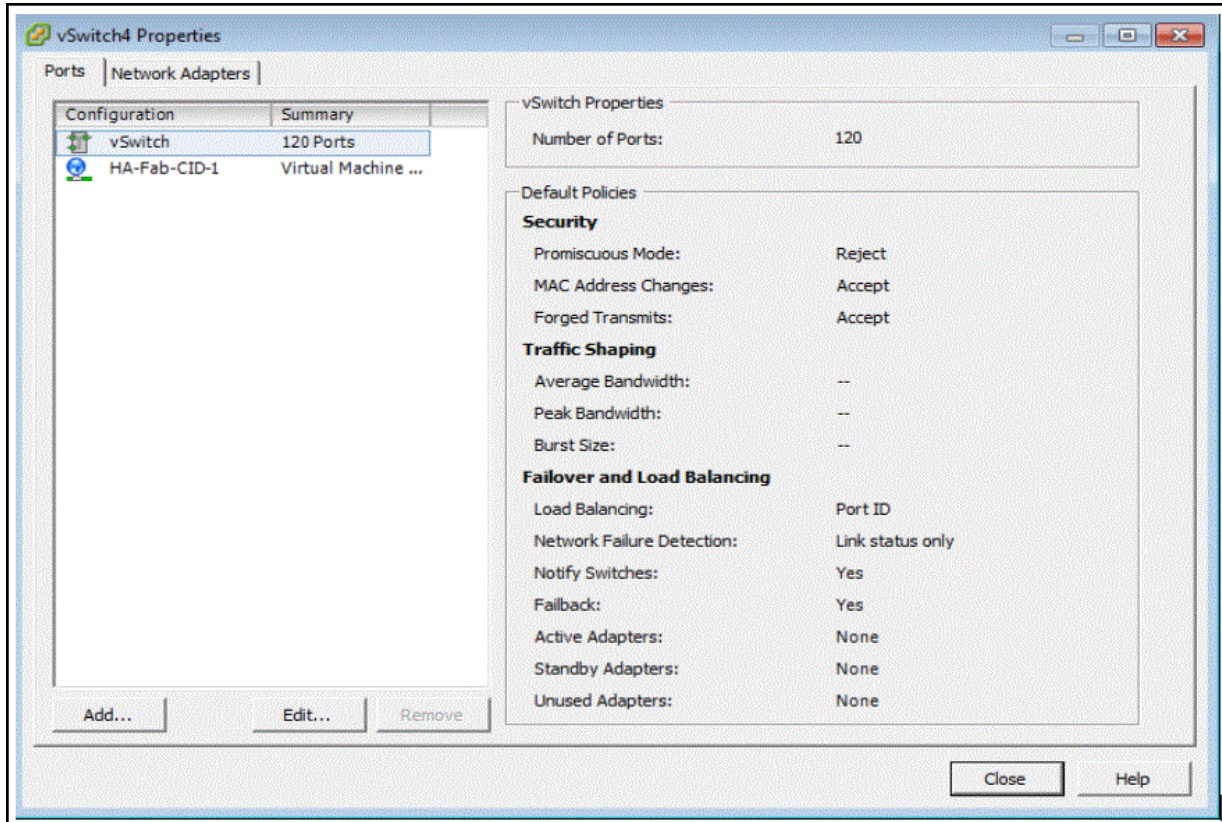 vSwitch4 Properties
Ports Network Adapters
Configuration Summary
vSwitch 120 Ports
HA-Fab-CID-1 Virtual Machine ...
Add... Edit... Remove
vSwitch Properties
Number of Ports: 120
Default Policies
Security
Promiscuous Mode: Reject
MAC Address Changes: Accept
Forged Transmits: Accept
Traffic Shaping
Average Bandwidth: --
Peak Bandwidth: --
Burst Size: --
Failover and Load Balancing
Load Balancing: Port ID
Network Failure Detection: Link status only
Notify Switches: Yes
Failback: Yes
Active Adapters: None
Standby Adapters: None
Unused Adapters: None
Close Help